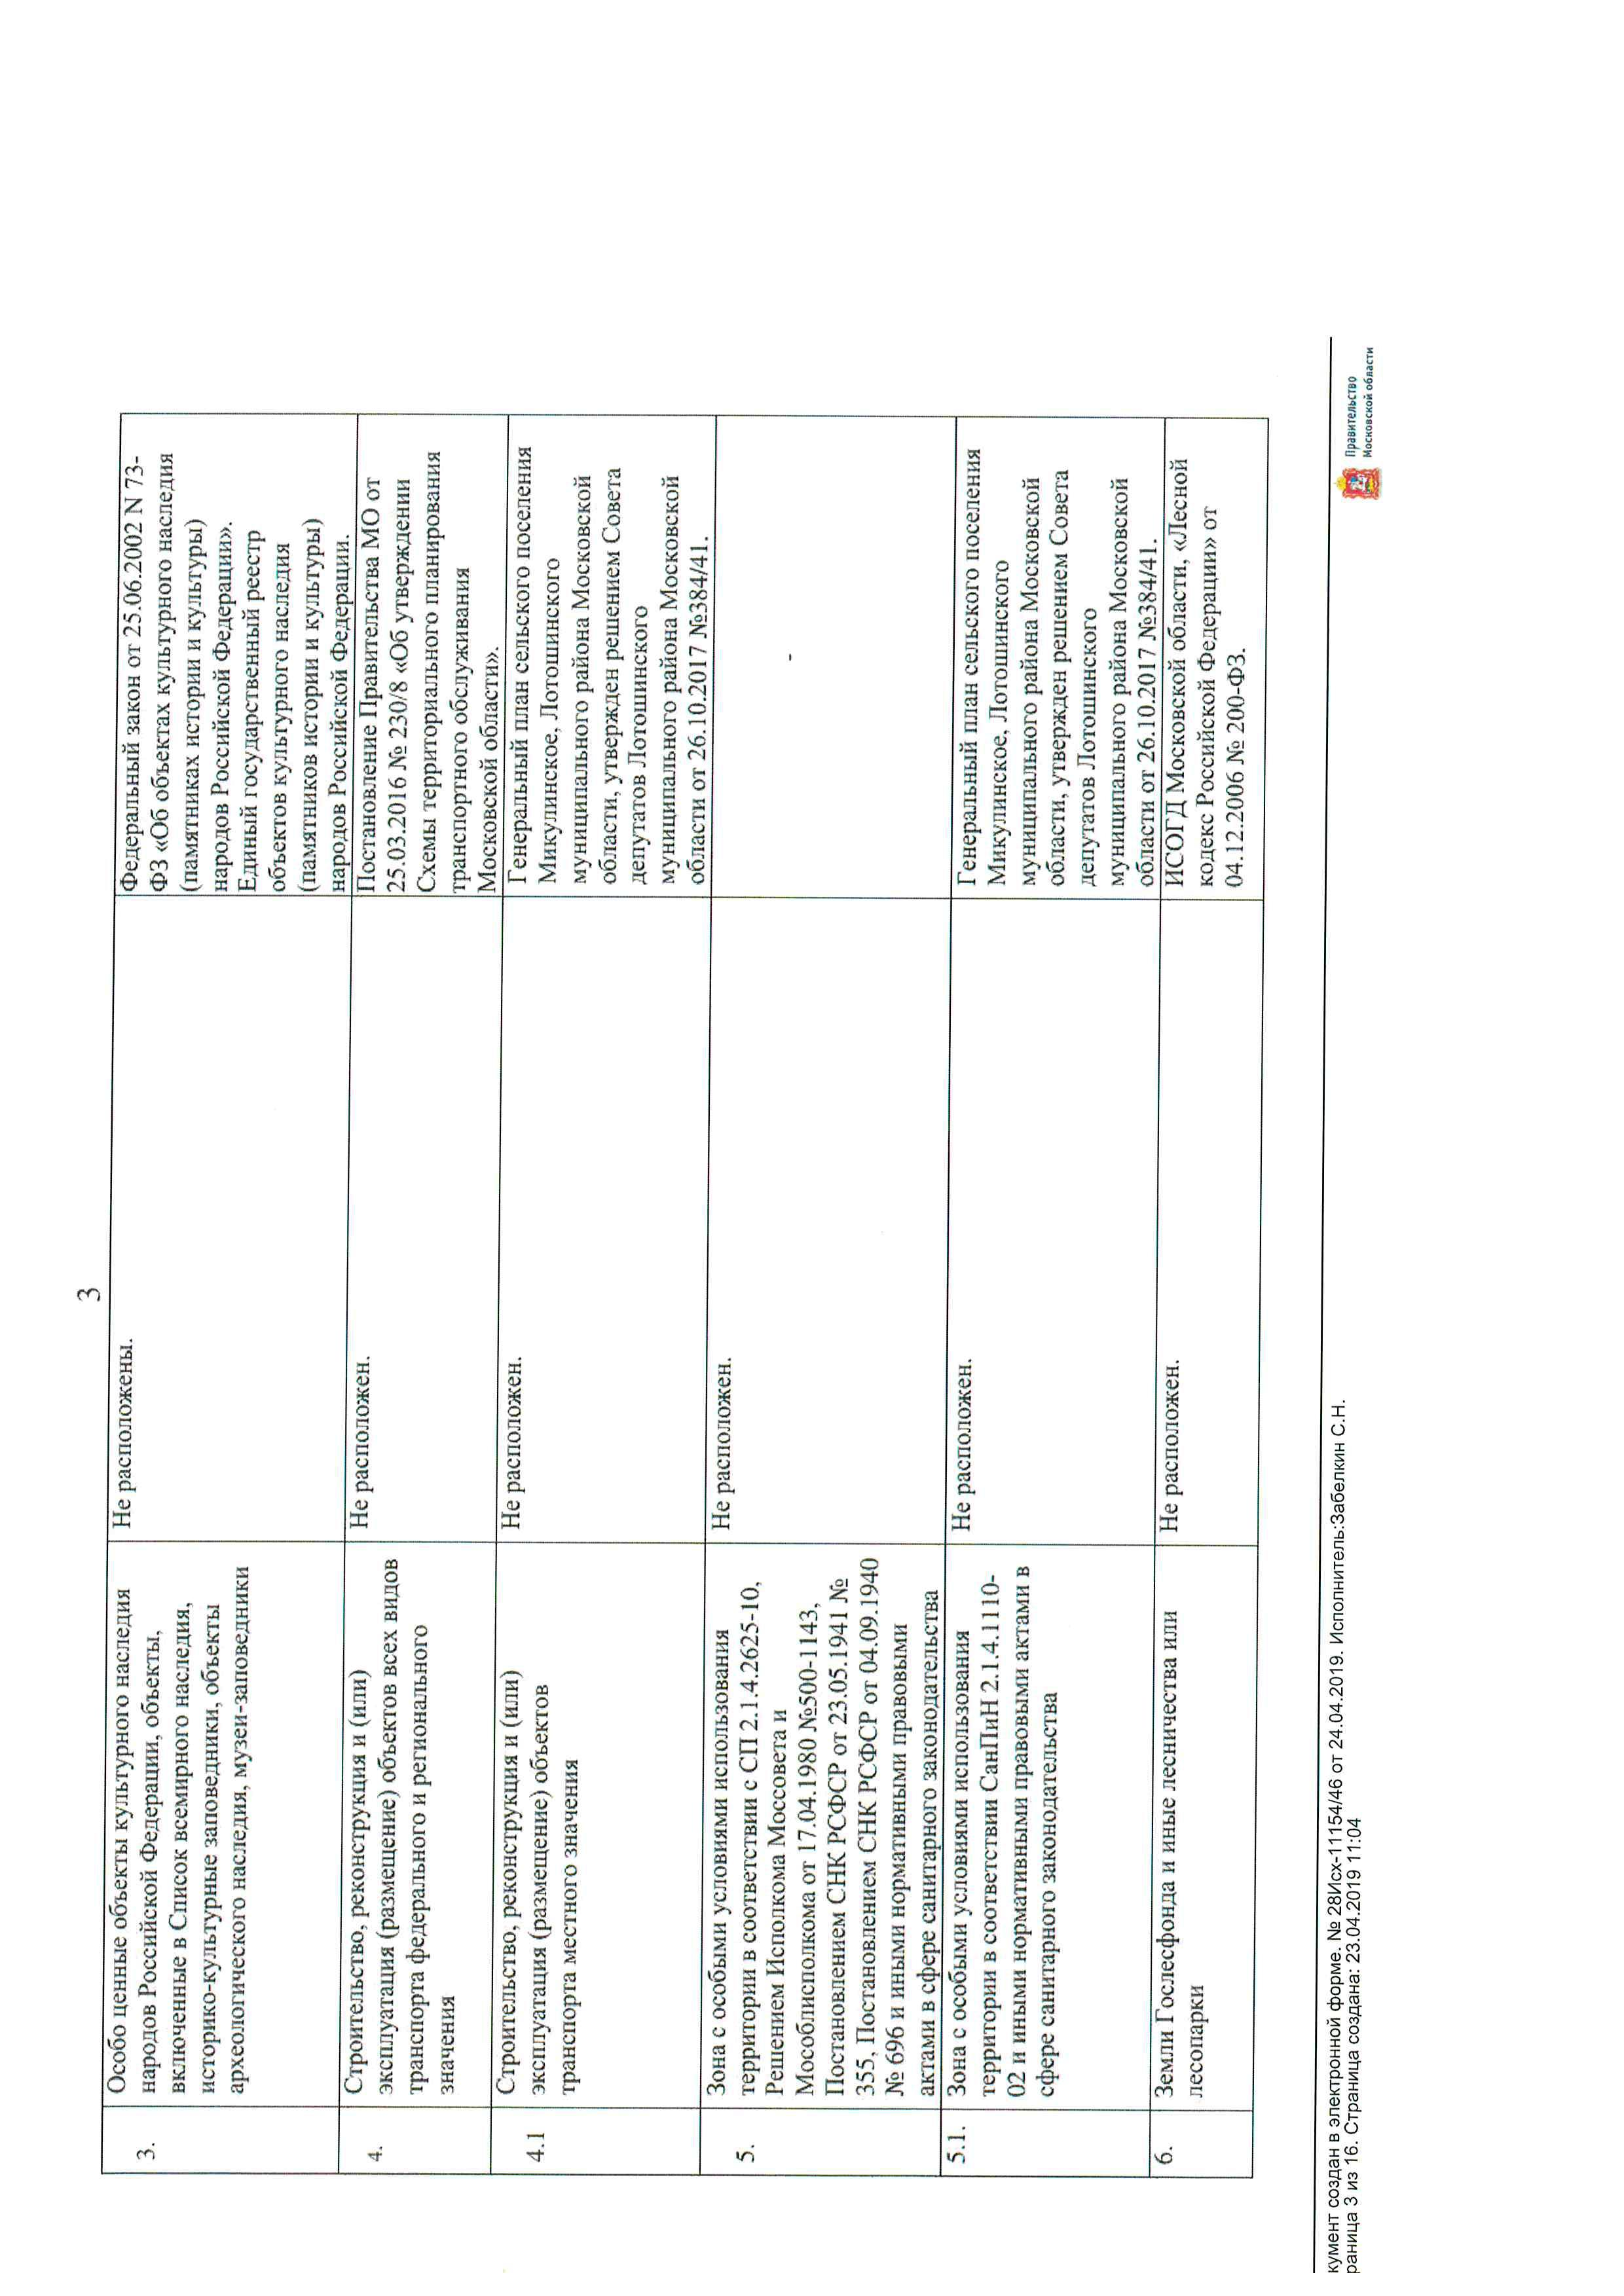 3
3.
Особо ценные объекты культурного наследия
народов Российской Федерации, объекты,
включенные в Список всемирного наследия,
историко-культурные заповедники, объекты
археологического наследия, музеи-заповедники
Не расположены.
Федеральный закон от 25.06.2002 N 73-
ФЗ «Об объектах культурного наследия
(памятниках истории и культуры)
народов Российской Федерации».
Единый государственный реестр
объектов культурного наследия
(памятников истории и культуры)
народов Российской Федерации.
4.
Строительство, реконструкция и (или)
эксплуатация (размещение) объектов всех видов
транспорта федерального и регионального
значения
Не расположен.
Постановление Правительства МО от
25.03.2016 № 230/8 «Об утверждении
Схемы территориального планирования
транспортного обслуживания
Московской области».
4.1
Строительство, реконструкция и (или)
эксплуатация (размещение) объектов
транспорта местного значения
Не расположен.
Генеральный план сельского поселения
Микулинское, Лотошинского
муниципального района Московской
области, утвержден решением Совета
депутатов Лотошинского
муниципального района Московской
области от 26.10.2017 №384/41.
5.
Зона с особыми условиями использования
территории в соответствии с СП 2.1.4.2625-10,
Решением Исполкома Моссовета и
Мособлисполкома от 17.04.1980 №500-1143,
Постановлением СНК РСФСР от 23.05.1941 №
355, Постановлением СНК РСФСР от 04.09.1940
№ 696 и иными нормативными правовыми
актами в сфере санитарного законодательства
Не расположен.
-
5.1.
Зона с особыми условиями использования
территории в соответствии СанПиН 2.1.4.1110-
02 и иными нормативными правовыми актами в
сфере санитарного законодательства
Не расположен.
Генеральный план сельского поселения
Микулинское, Лотошинского
муниципального района Московской
области, утвержден решением Совета
депутатов Лотошинского
муниципального района Московской
области от 26.10.2017 №384/41.
6.
Земли Гослесфонда и иные лесничества или
лесопарки
Не расположен.
ИСОГД Московской области, «Лесной
кодекс Российской Федерации» от
04.12.2006 № 200-ФЗ.
кумент создан в электронной форме. № 28Исх-11154/46 от 24.04.2019. Исполнитель:Забелкин С.Н.
раница 3 из 16. Страница создана: 23.04.2019 11:04
Правительство
Московской области